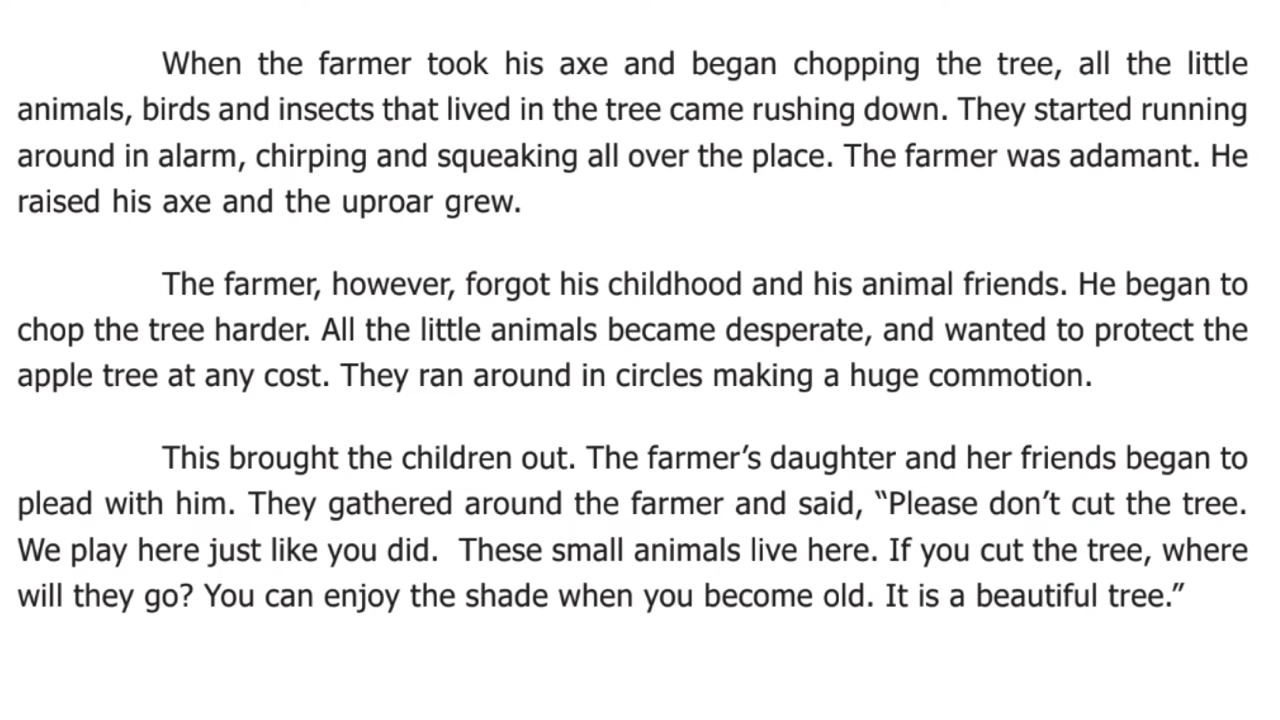 When the farmer took his axe and began chopping the tree, all the little
animals, birds and insects that lived in the tree came rushing down. They started running
around in alarm, chirping and squeaking all over the place. The farmer was adamant. He
raised his axe and the uproar grew.
The farmer, however, forgot his childhood and his animal friends. He began to
chop the tree harder. All the little animals became desperate, and wanted to protect the
apple tree at any cost. They ran around in circles making a huge commotion.
This brought the children out. The farmer’s daughter and her friends began to
plead with him. They gathered around the farmer and said, “Please don’t cut the tree.
We play here just like you did.  These small animals live here. If you cut the tree, where
will they go? You can enjoy the shade when you become old. It is a beautiful tree.”